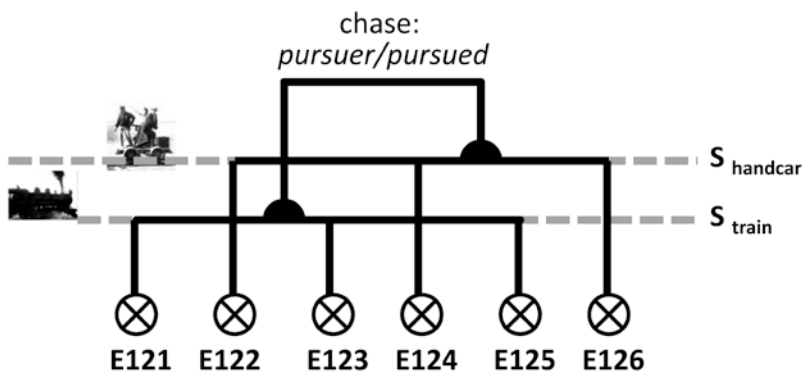 chase:
pursuer/pursued
S handcar
S train
E121 E122 E123 E124 E125 E126